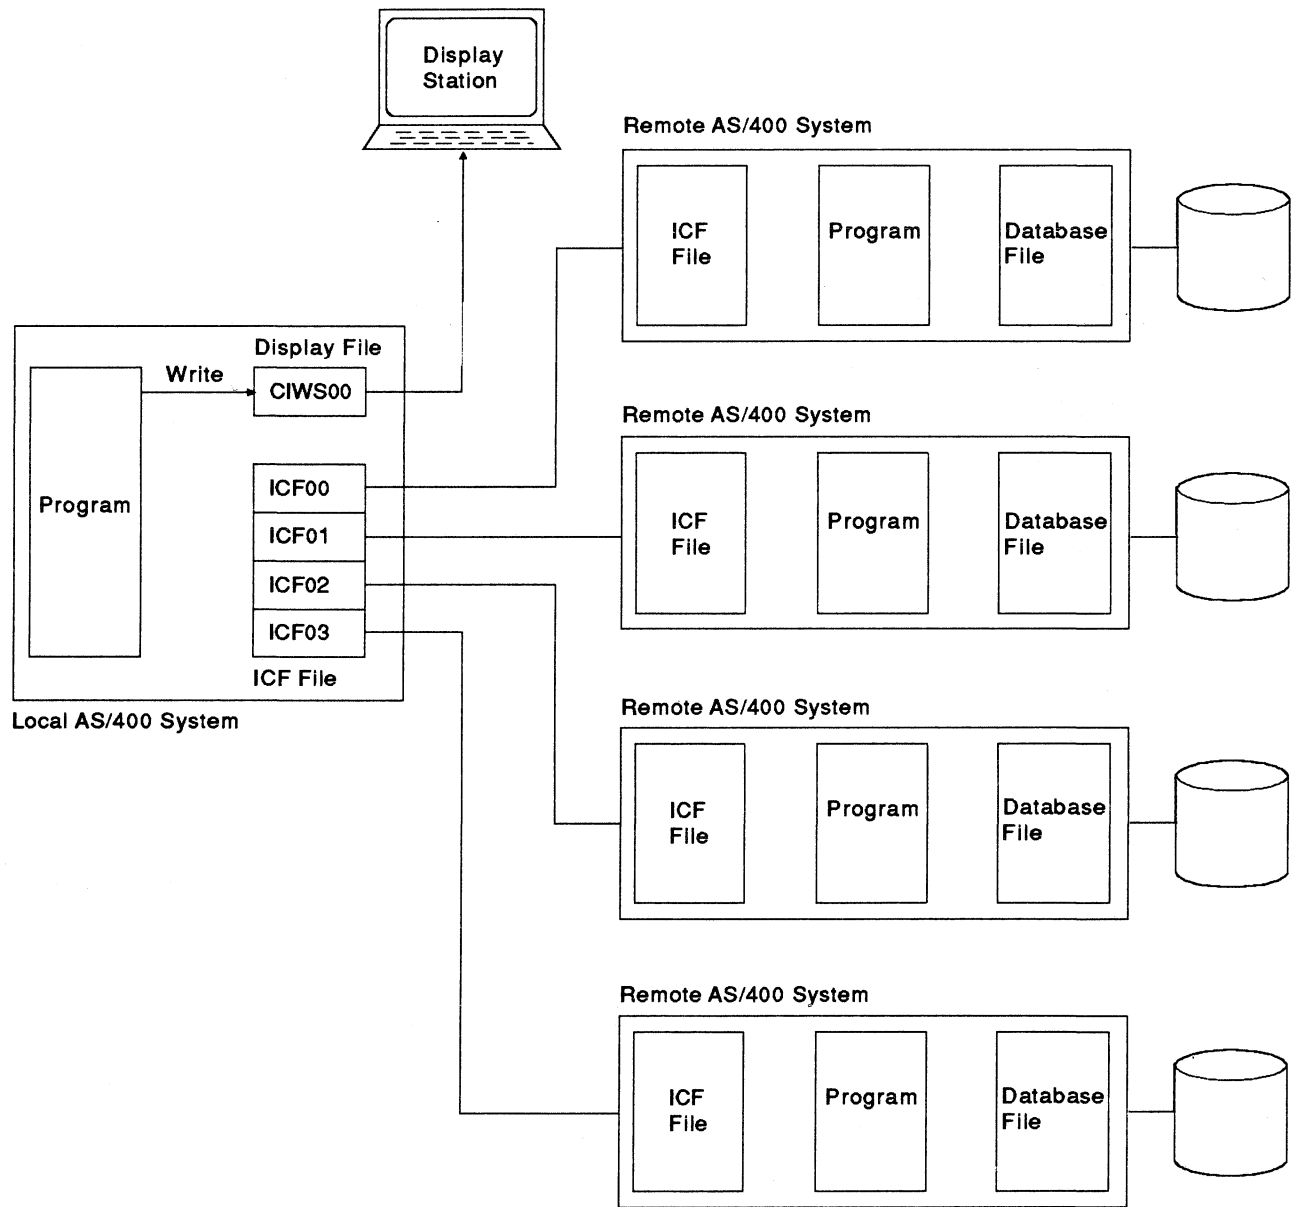 Display
Station
Remote AS/400 System
ICF
File
Program
Database
File
Display File
Write
CIWS00
Program
ICF00
ICF01
ICF02
ICF03
ICF File
Local AS/400 System
Remote AS/400 System
ICF
File
Program
Database
File
Remote AS/400 System
ICF
File
Program
Database
File
Remote AS/400 System
ICF
File
Program
Database
File